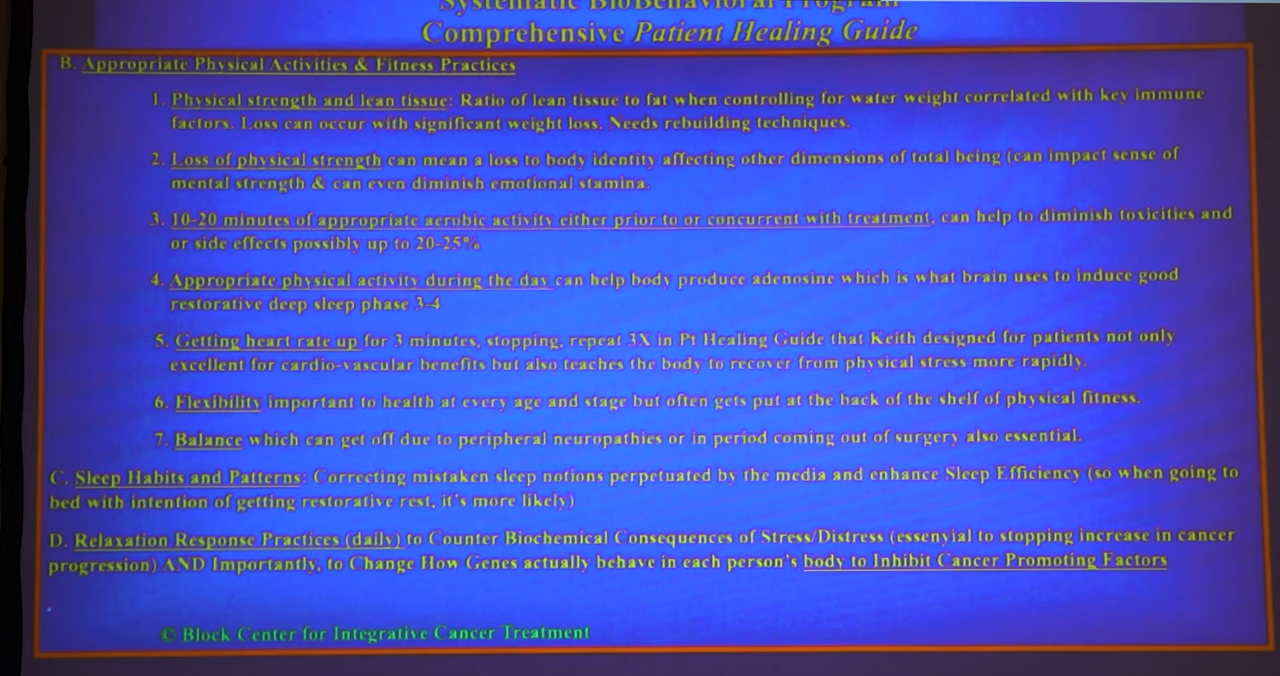 Systematic BioBehavioral Program
Comprehensive Patient Healing Guide
B. Appropriate Physical Activities & Fitness Practices
1. Physical strength and lean tissue: Ratio of lean tissue to fat when controlling for water weight correlated with key immune
factors. Loss can occur with significant weight loss. Needs rebuilding techniques.
2. Loss of physical strength can mean a loss to body identity affecting other dimensions of total being (can impact sense of
mental strength & can even diminish emotional stamina.
3. 10-20 minutes of appropriate aerobic activity either prior to or concurrent with treatment, can help to diminish toxicities and
or side effects possibly up to 20-25%
4. Appropriate physical activity during the day can help body produce adenosine which is what brain uses to induce good
restorative deep sleep phase 3-4
5. Getting heart rate up for 3 minutes, stopping, repeat 3X in Pt Healing Guide that Keith designed for patients not only
excellent for cardio-vascular benefits but also teaches the body to recover from physical stress more rapidly.
6. Flexibility important to health at every age and stage but often gets put at the back of the shelf of physical fitness.
7. Balance which can get off due to peripheral neuropathies or in period coming out of surgery also essential.
C. Sleep Habits and Patterns: Correcting mistaken sleep notions perpetuated by the media and enhance Sleep Efficiency (so when going to
bed with intention of getting restorative rest, it's more likely)
D. Relaxation Response Practices (daily) to Counter Biochemical Consequences of Stress/Distress (essenyial to stopping increase in cancer
progression) AND Importantly, to Change How Genes actually behave in each person's body to Inhibit Cancer Promoting Factors
© Block Center for Integrative Cancer Treatment